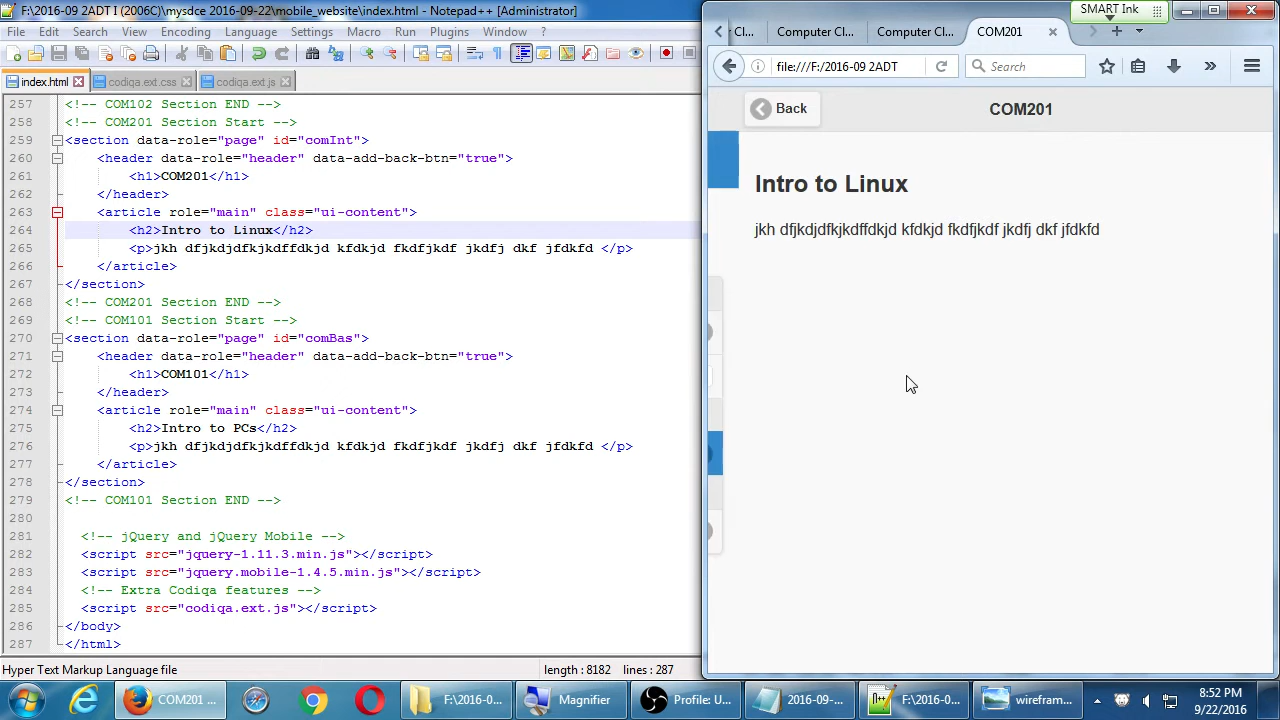 F:\2016-09 2ADT I (2006C)\mysdce 2016-09-22\mobile_website\index.html - Notepad++ [Administrator]
File Edit Search View Encoding Language Settings Macro Run Plugins Window ?
index.html codiqa.ext.css codiqa.ext.js
257 <!-- COM102 Section END -->
258 <!-- COM201 Section Start -->
259 <section data-role="page" id="comInt">
260 <header data-role="header" data-add-back-btn="true">
261 <h1>COM201</h1>
262 </header>
263 <article role="main" class="ui-content">
264 <h2>Intro to Linux</h2>
265 <p>jkh dfjkdjdfkjkdffdkjd kfdkjd fkdfjkdf jkdfj dkf jfdkfd </p>
266 </article>
267 </section>
268 <!-- COM201 Section END -->
269 <!-- COM101 Section Start -->
270 <section data-role="page" id="comBas">
271 <header data-role="header" data-add-back-btn="true">
272 <h1>COM101</h1>
273 </header>
274 <article role="main" class="ui-content">
275 <h2>Intro to PCs</h2>
276 <p>jkh dfjkdjdfkjkdffdkjd kfdkjd fkdfjkdf jkdfj dkf jfdkfd </p>
277 </article>
278 </section>
279 <!-- COM101 Section END -->
280
281 <!-- jQuery and jQuery Mobile -->
282 <script src="jquery-1.11.3.min.js"></script>
283 <script src="jquery.mobile-1.4.5.min.js"></script>
284 <!-- Extra Codiqa features -->
285 <script src="codiqa.ext.js"></script>
286 </body>
287 </html>
Hyper Text Markup Language file length : 8182 lines : 287
SMART Ink
Cl... Computer Cl... Computer Cl... COM201
file:///F:/2016-09 2ADT Search
Back COM201
Intro to Linux
jkh dfjkdjdfkjkdffdkjd kfdkjd fkdfjkdf jkdfj dkf jfdkfd
COM201 ... F:\2016-0... Magnifier Profile: U... 2016-09-... F:\2016-0... wirefram... 8:52 PM
9/22/2016